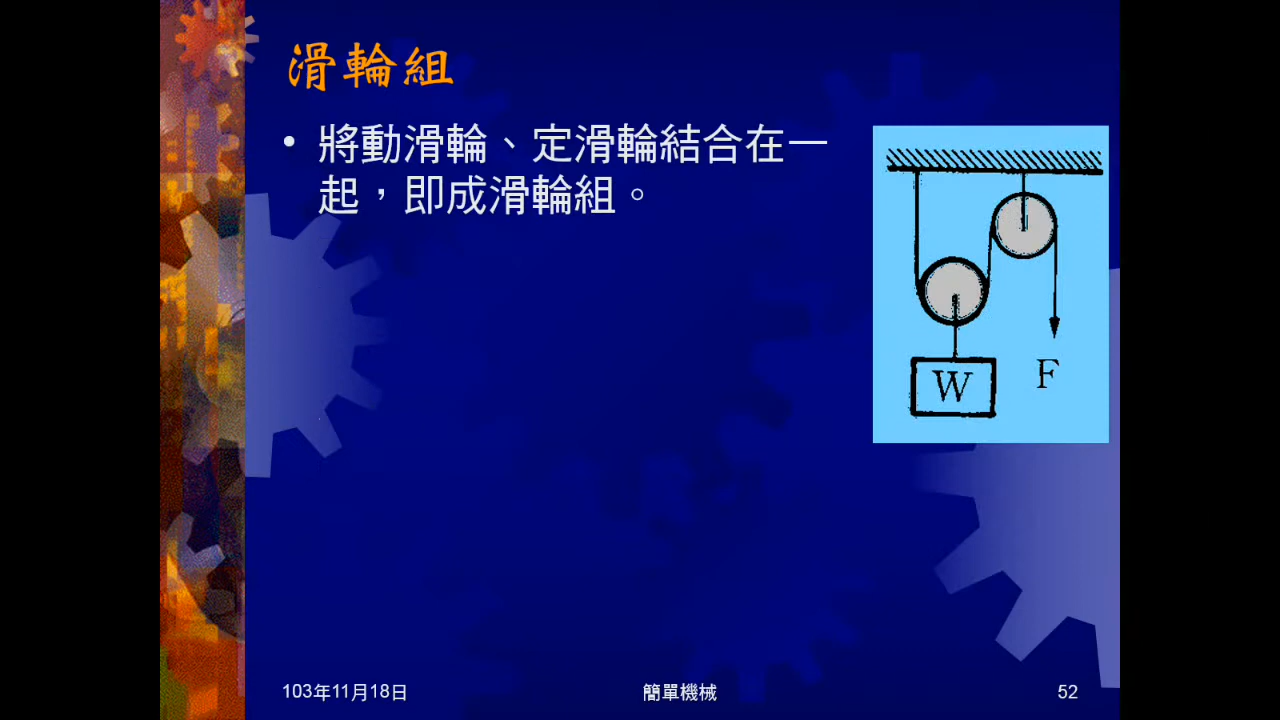 滑輪組
• 將動滑輪、定滑輪結合在一
起，即成滑輪組。
W
F
103年11月18日
簡單機械
52